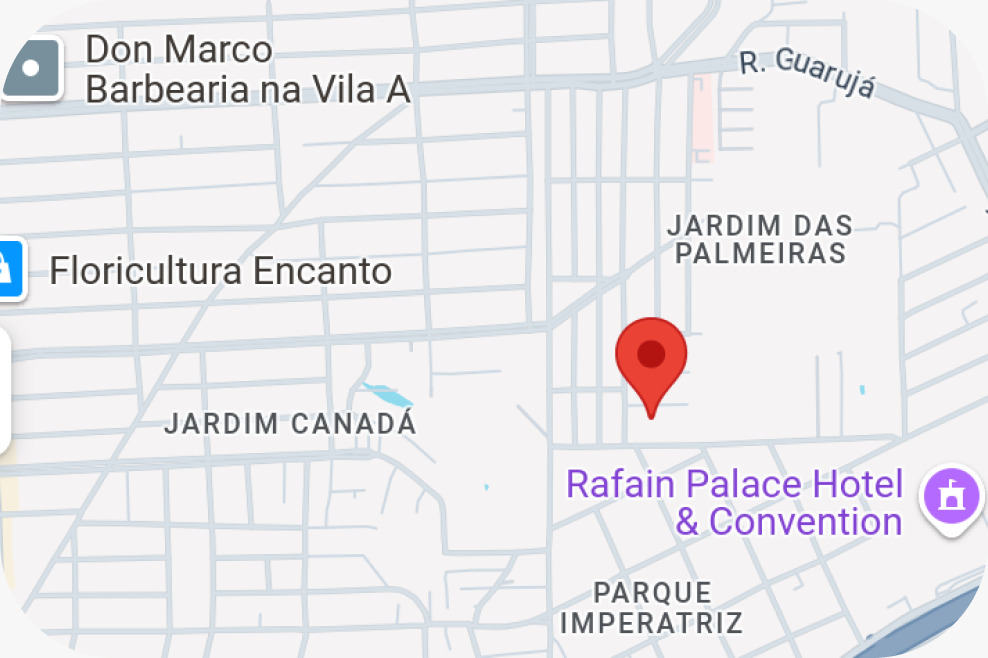 Don Marco
Barbearia na Vila A
R. Guarujá
JARDIM DAS
PALMEIRAS
Floricultura Encanto
JARDIM CANADÁ
Rafain Palace Hotel
& Convention
PARQUE
IMPERATRIZ